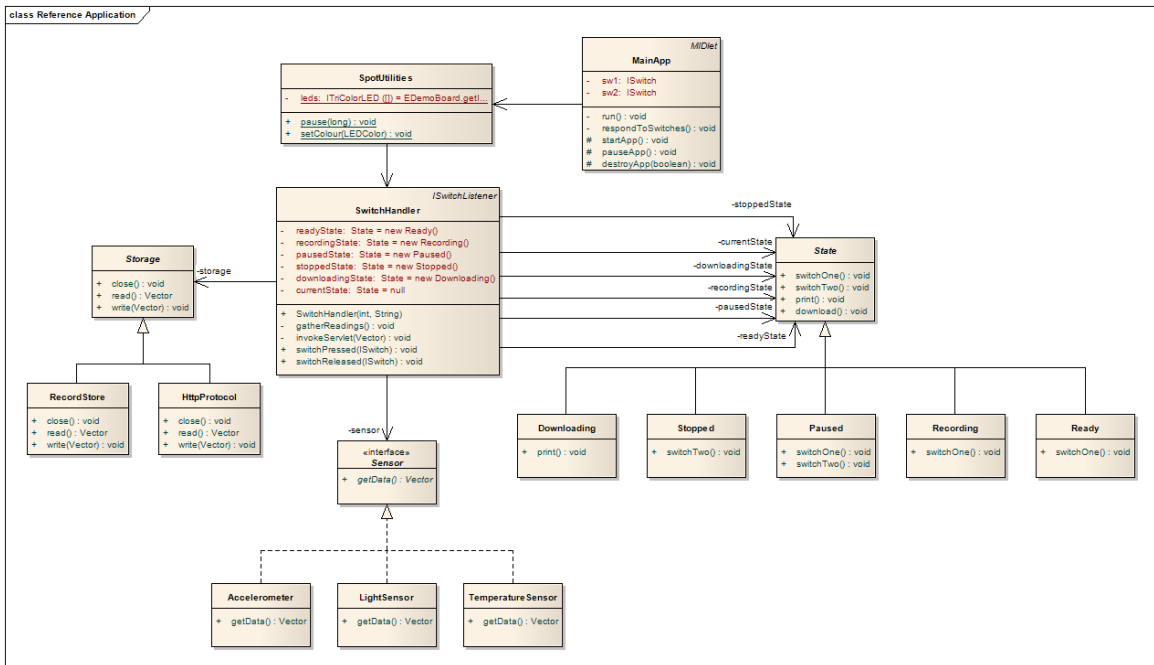 class Reference Application
MIDlet
MainApp
- sw1: ISwitch
- sw2: ISwitch
- run() : void
- respondToSwitches() : void
# startApp() : void
# pauseApp() : void
# destroyApp(boolean) : void
SpotUtilities
- leds: ITriColorLED ([]) = EDemoBoard.getI...
+ pause(long) : void
+ setColour(LEDColor) : void
ISwitchListener
SwitchHandler
- readyState: State = new Ready()
- recordingState: State = new Recording()
- pausedState: State = new Paused()
- stoppedState: State = new Stopped()
- downloadingState: State = new Downloading()
- currentState: State = null
+ SwitchHandler(int, String)
- gatherReadings() : void
- invokeServlet(Vector) : void
+ switchPressed(ISwitch) : void
+ switchReleased(ISwitch) : void
-stoppedState
-currentState
-downloadingState
-recordingState
-pausedState
-readyState
State
+ switchOne() : void
+ switchTwo() : void
+ print() : void
+ download() : void
Storage
+ close() : void
+ read() : Vector
+ write(Vector) : void
-storage
RecordStore
+ close() : void
+ read() : Vector
+ write(Vector) : void
HttpProtocol
+ close() : void
+ read() : Vector
+ write(Vector) : void
-sensor
«interface»
Sensor
+ getData() : Vector
Downloading
+ print() : void
Stopped
+ switchTwo() : void
Paused
+ switchOne() : void
+ switchTwo() : void
Recording
+ switchOne() : void
Ready
+ switchOne() : void
Accelerometer
+ getData() : Vector
LightSensor
+ getData() : Vector
TemperatureSensor
+ getData() : Vector